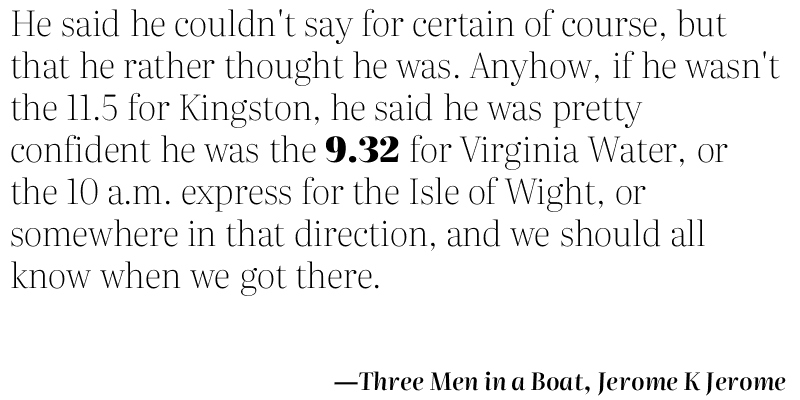 He said he couldn't say for certain of course, but
that he rather thought he was. Anyhow, if he wasn't
the 11.5 for Kingston, he said he was pretty
confident he was the 9.32 for Virginia Water, or
the 10 a.m. express for the Isle of Wight, or
somewhere in that direction, and we should all
know when we got there.
—Three Men in a Boat, Jerome K Jerome